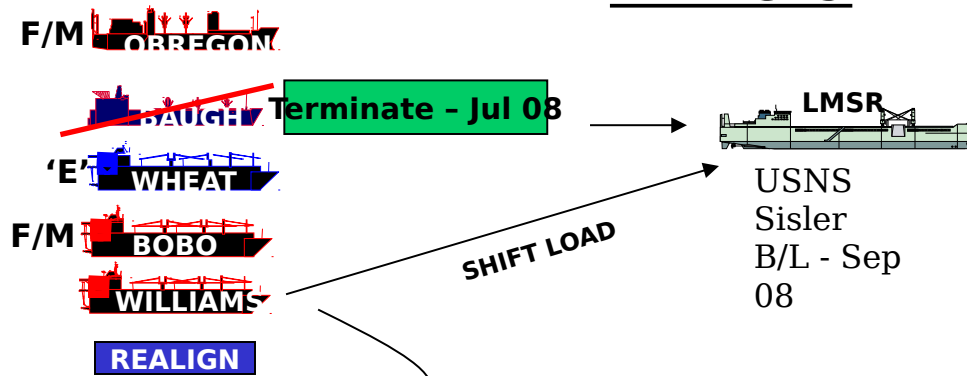 F/M OBREGON
BAUGH
Terminate – Jul 08
LMSR
‘E’ WHEAT
USNS
Sisler
B/L - Sep
08
F/M BOBO
SHIFT LOAD
WILLIAMS
REALIGN